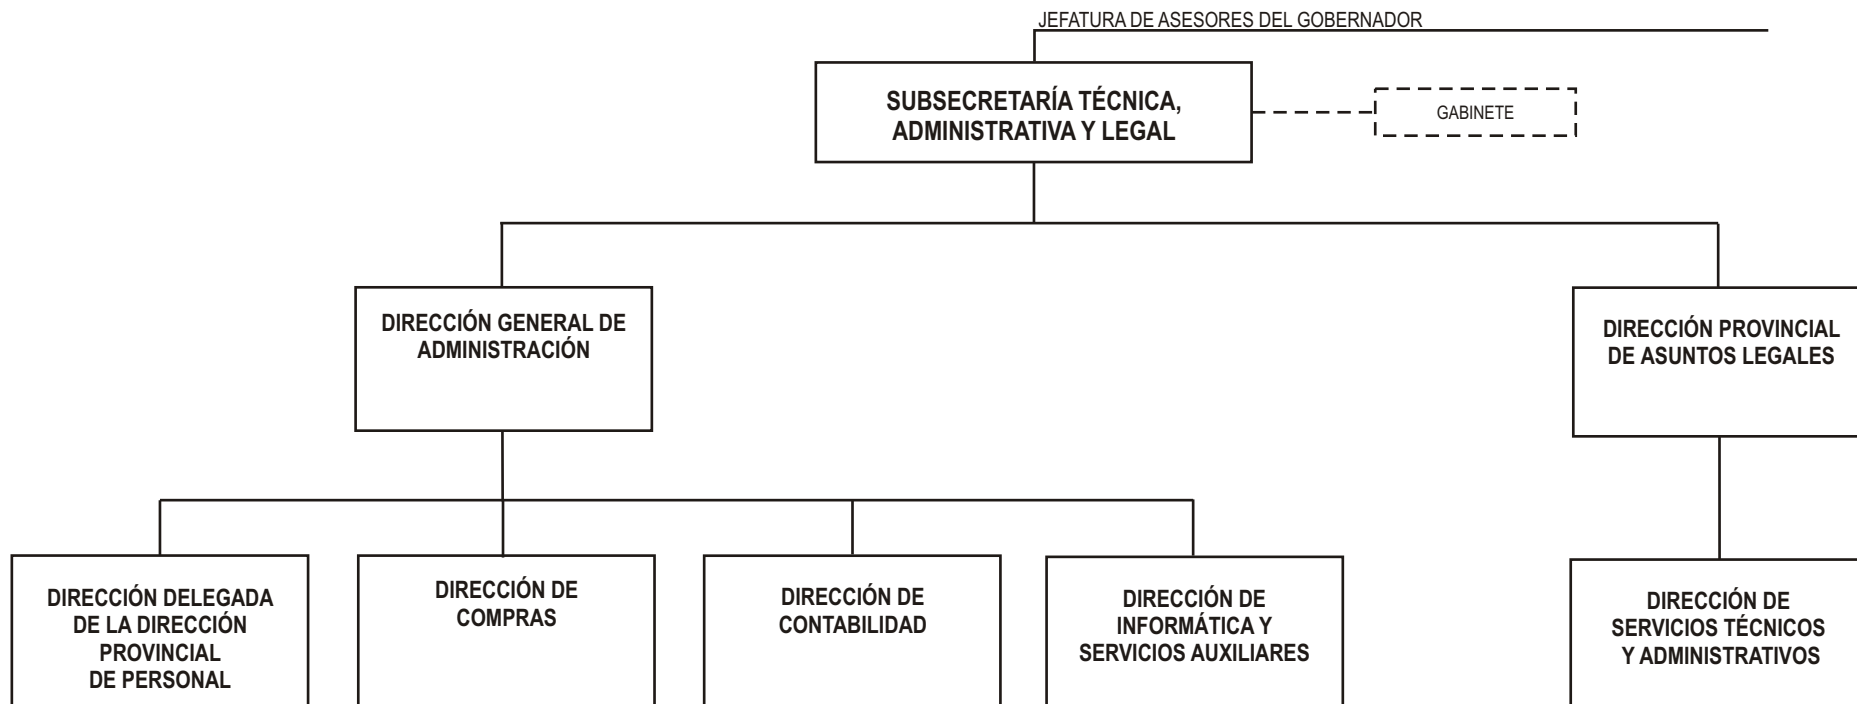 JEFATURA DE ASESORES DEL GOBERNADOR
SUBSECRETARÍA TÉCNICA,
ADMINISTRATIVA Y LEGAL
GABINETE
DIRECCIÓN GENERAL DE
ADMINISTRACIÓN
DIRECCIÓN PROVINCIAL
DE ASUNTOS LEGALES
DIRECCIÓN DELEGADA
DE LA DIRECCIÓN
PROVINCIAL
DE PERSONAL
DIRECCIÓN DE
COMPRAS
DIRECCIÓN DE
CONTABILIDAD
DIRECCIÓN DE
INFORMÁTICA Y
SERVICIOS AUXILIARES
DIRECCIÓN DE
SERVICIOS TÉCNICOS
Y ADMINISTRATIVOS